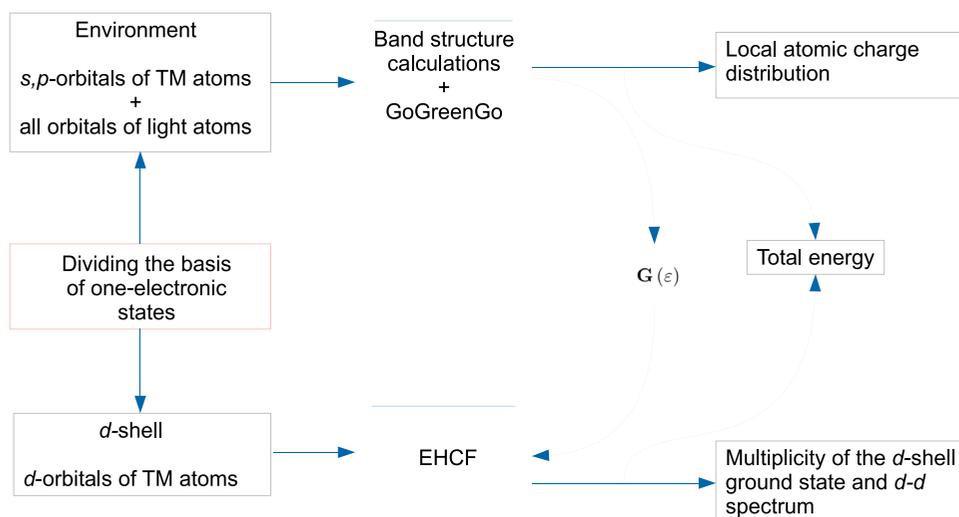 Environment
s,p-orbitals of TM atoms
+
all orbitals of light atoms
Band structure
calculations
+
GoGreenGo
Local atomic charge
distribution
Dividing the basis
of one-electronic
states
G (ε)
Total energy
d-shell
d-orbitals of TM atoms
EHCF
Multiplicity of the d-shell
ground state and d-d
spectrum